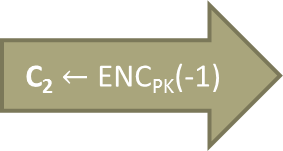 C₂ ← ENC_PK(-1)